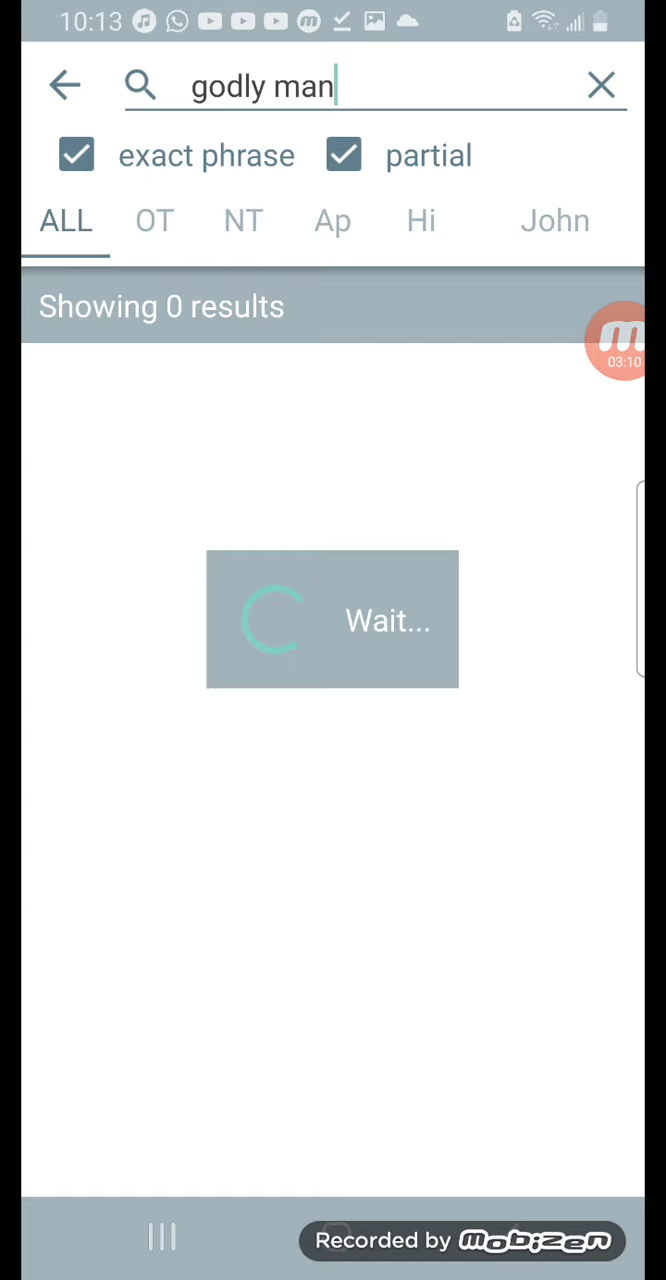 10:13
godly man
exact phrase partial
ALL OT NT Ap Hi John
Showing 0 results
m
03:10
Wait...
Recorded by mobizen